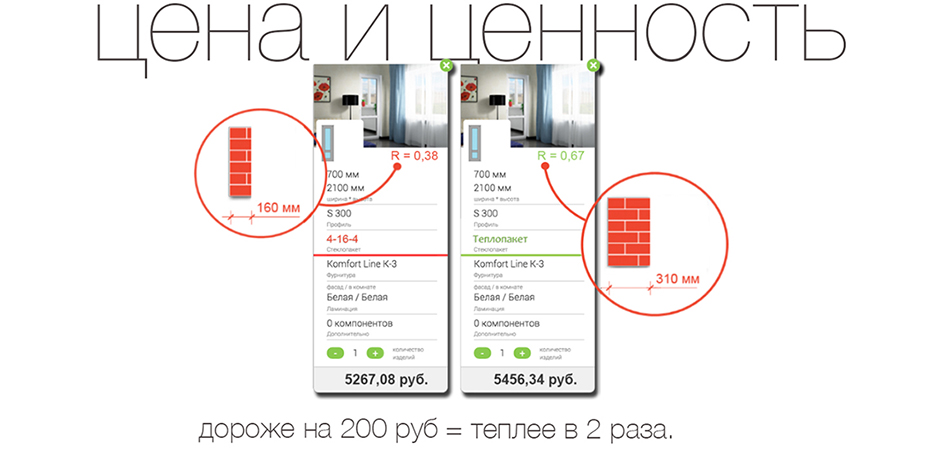 цена и ценность
R = 0,38
700 мм
2100 мм
ширина * высота
S 300
Профиль
4-16-4
Стеклопакет
Komfort Line K-3
Фурнитура
фасад / в комнате
Белая / Белая
Ламинация
0 компонентов
Дополнительно
- 1 +
количество
изделий
5267,08 руб.
160 мм
R = 0,67
700 мм
2100 мм
ширина * высота
S 300
Профиль
Теплопакет
Стеклопакет
Komfort Line K-3
Фурнитура
фасад / в комнате
Белая / Белая
Ламинация
0 компонентов
Дополнительно
- 1 +
количество
изделий
5456,34 руб.
310 мм
дороже на 200 руб = теплее в 2 раза.